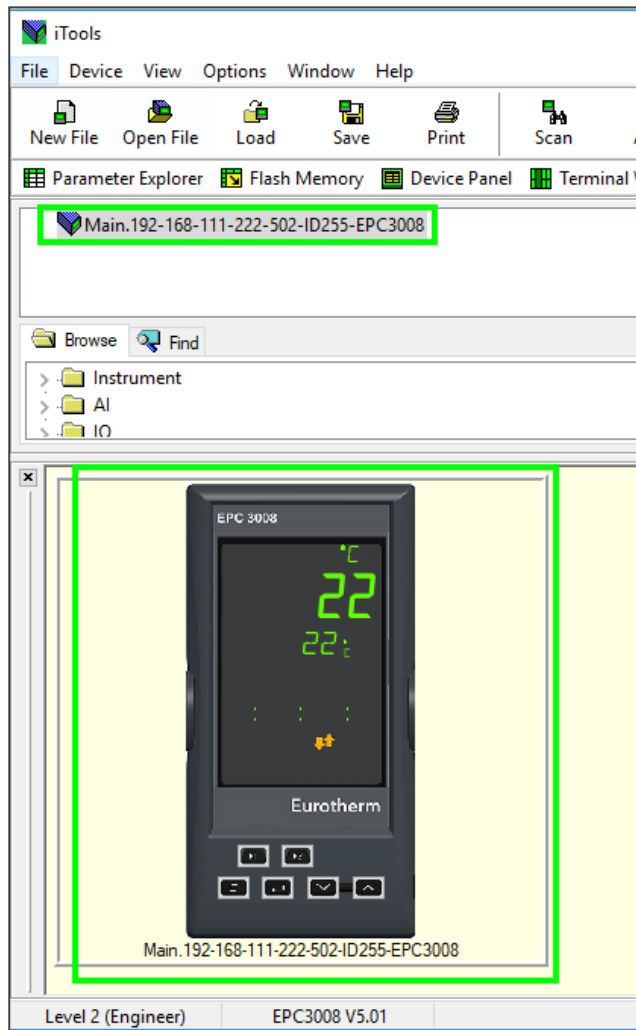 iTools
File Device View Options Window Help
New File Open File Load Save Print Scan
Parameter Explorer Flash Memory Device Panel Terminal
Main.192-168-111-222-502-ID255-EPC3008
Browse Find
Instrument
AI
IO
EPC 3008
°C
22
22°C
: : :
Eurotherm
Main.192-168-111-222-502-ID255-EPC3008
Level 2 (Engineer) EPC3008 V5.01